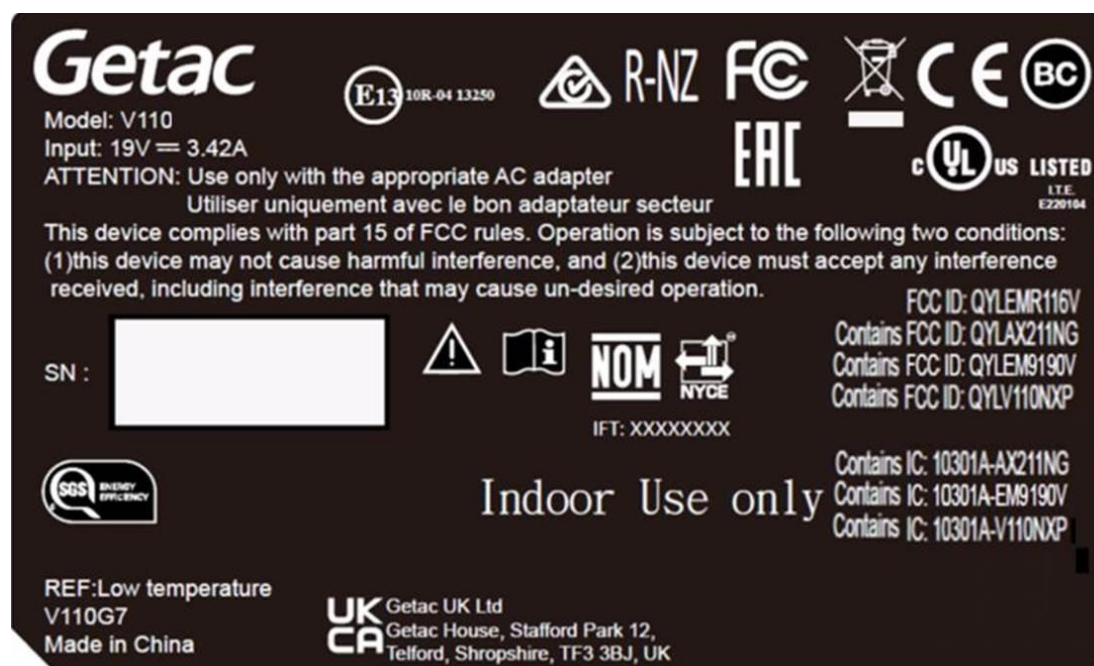 Getac
E13 10R-04 13250
R-NZ
FC
CE
BC
EAC
Model: V110
Input: 19V 3.42A
C UL US LISTED
I.T.E.
E220104
ATTENTION: Use only with the appropriate AC adapter
Utiliser uniquement avec le bon adaptateur secteur
This device complies with part 15 of FCC rules. Operation is subject to the following two conditions:
(1)this device may not cause harmful interference, and (2)this device must accept any interference
received, including interference that may cause un-desired operation.
FCC ID: QYLEMR116V
Contains FCC ID: QYLAX211NG
Contains FCC ID: QYLEM9190V
Contains FCC ID: QYLV110NXP
SN :
NOM
NYCE
IFT: XXXXXXXX
SGS ENERGY
EFFICIENCY
Indoor Use only
Contains IC: 10301A-AX211NG
Contains IC: 10301A-EM9190V
Contains IC: 10301A-V110NXP
REF:Low temperature
V110G7
Made in China
UK
CA
Getac UK Ltd
Getac House, Stafford Park 12,
Telford, Shropshire, TF3 3BJ, UK